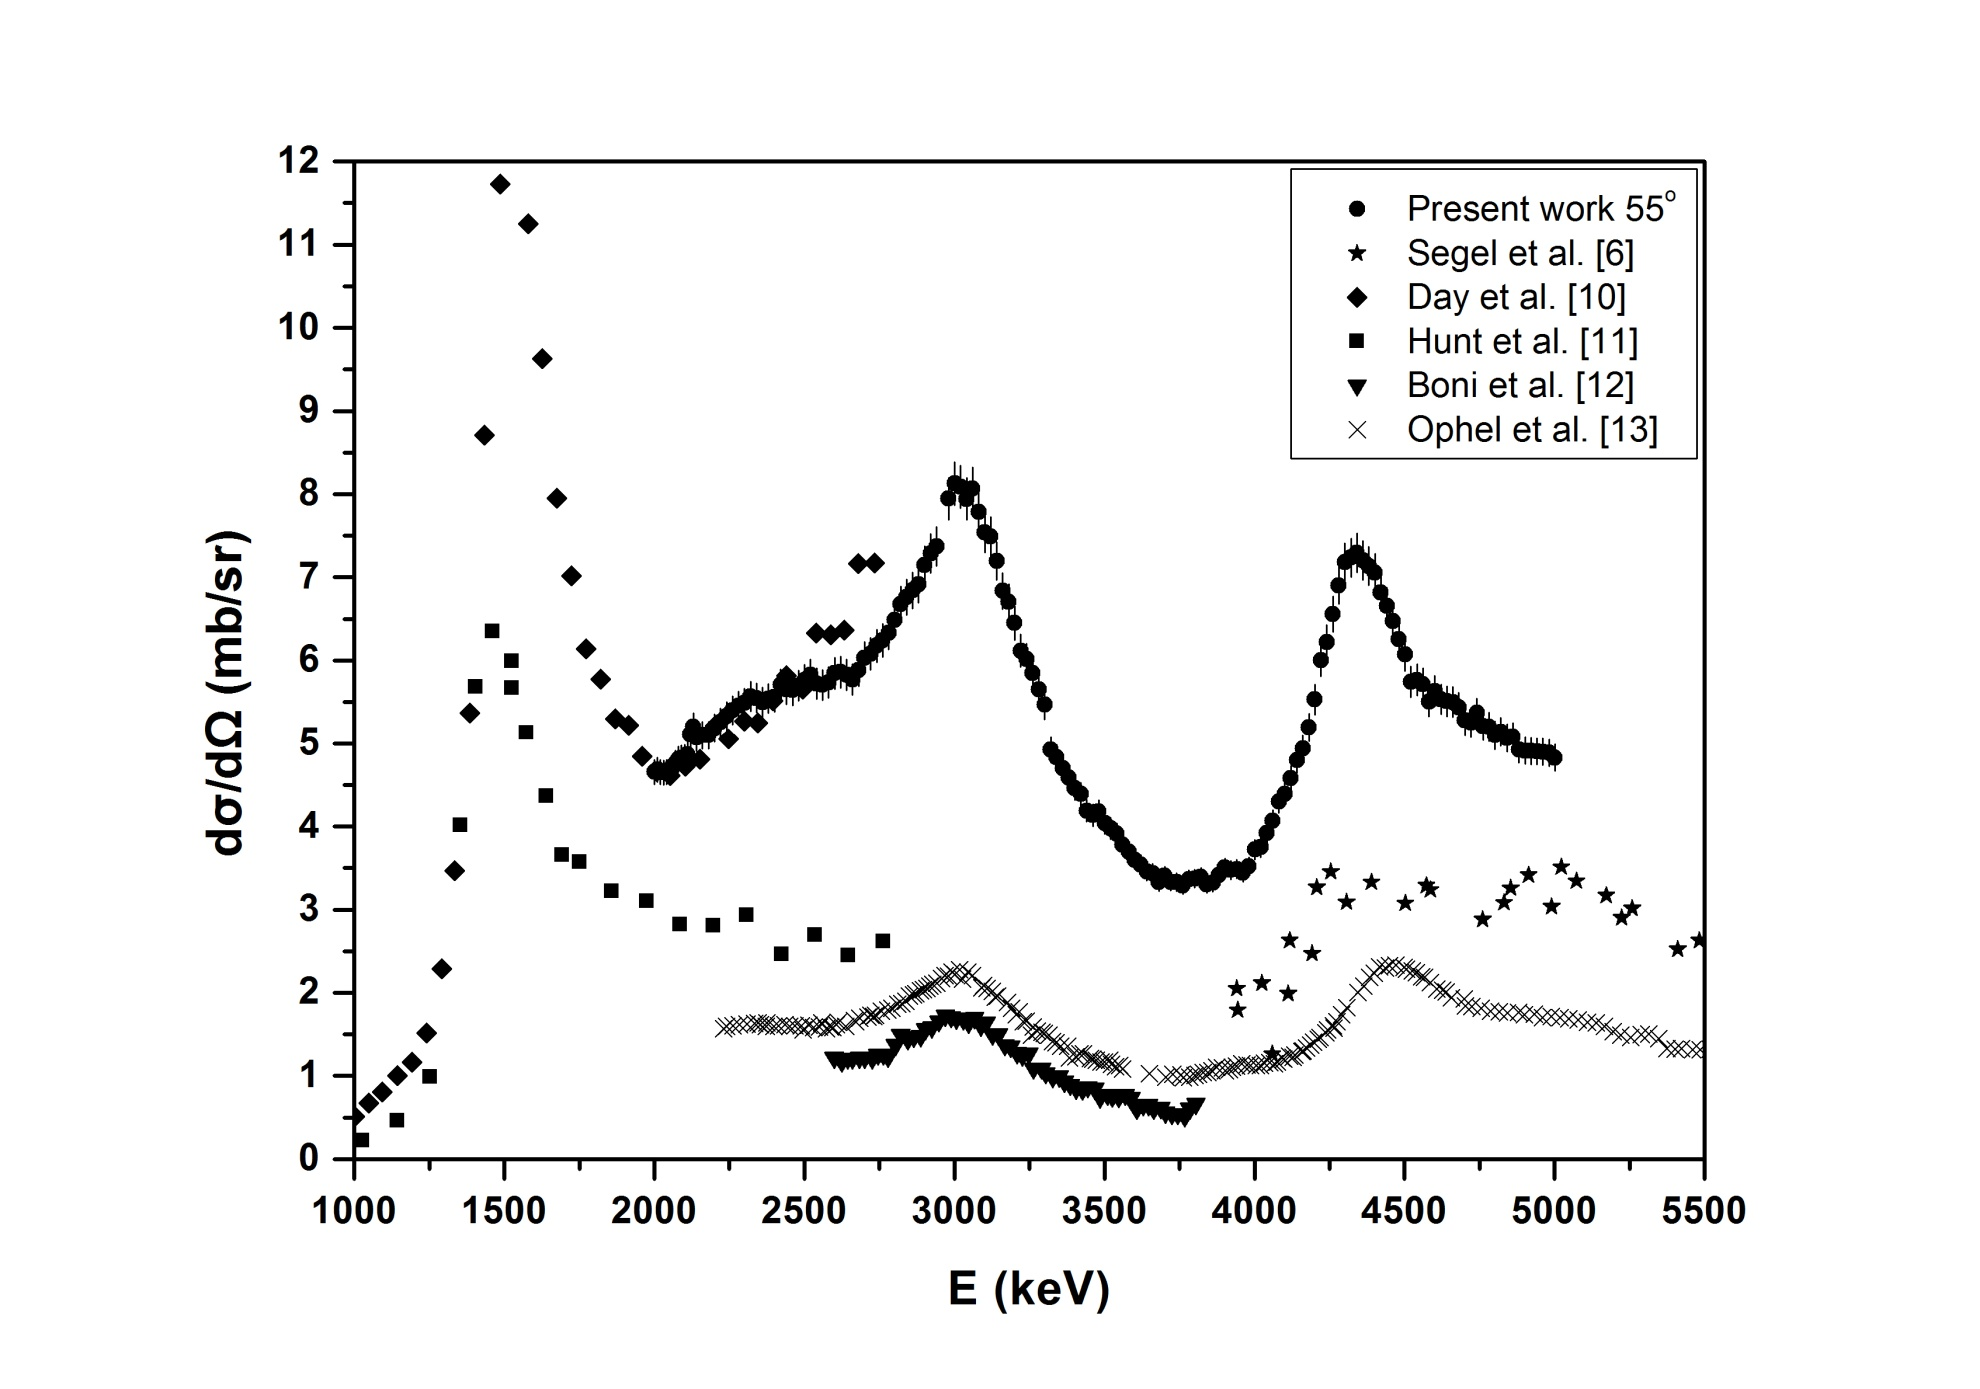 12
11
10
9
8
7
6
5
4
3
2
1
0
dσ/dΩ (mb/sr)
Present work 55°
Segel et al. [6]
Day et al. [10]
Hunt et al. [11]
Boni et al. [12]
Ophel et al. [13]
1000 1500 2000 2500 3000 3500 4000 4500 5000 5500
E (keV)